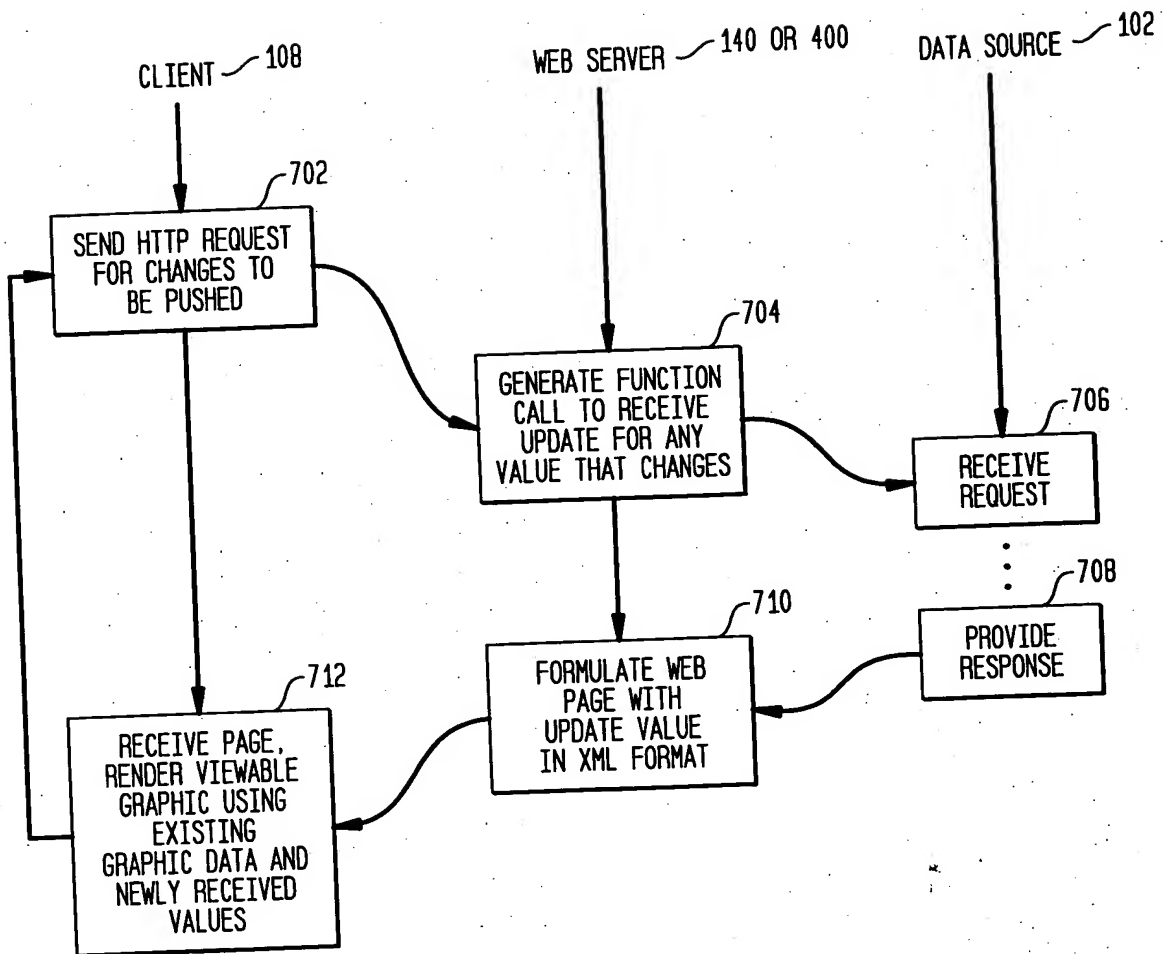 CLIENT 108
WEB SERVER 140 OR 400
DATA SOURCE 102
702
SEND HTTP REQUEST
FOR CHANGES TO
BE PUSHED
704
GENERATE FUNCTION
CALL TO RECEIVE
UPDATE FOR ANY
VALUE THAT CHANGES
706
RECEIVE
REQUEST
708
PROVIDE
RESPONSE
710
FORMULATE WEB
PAGE WITH
UPDATE VALUE
IN XML FORMAT
712
RECEIVE PAGE,
RENDER VIEWABLE
GRAPHIC USING
EXISTING
GRAPHIC DATA AND
NEWLY RECEIVED
VALUES